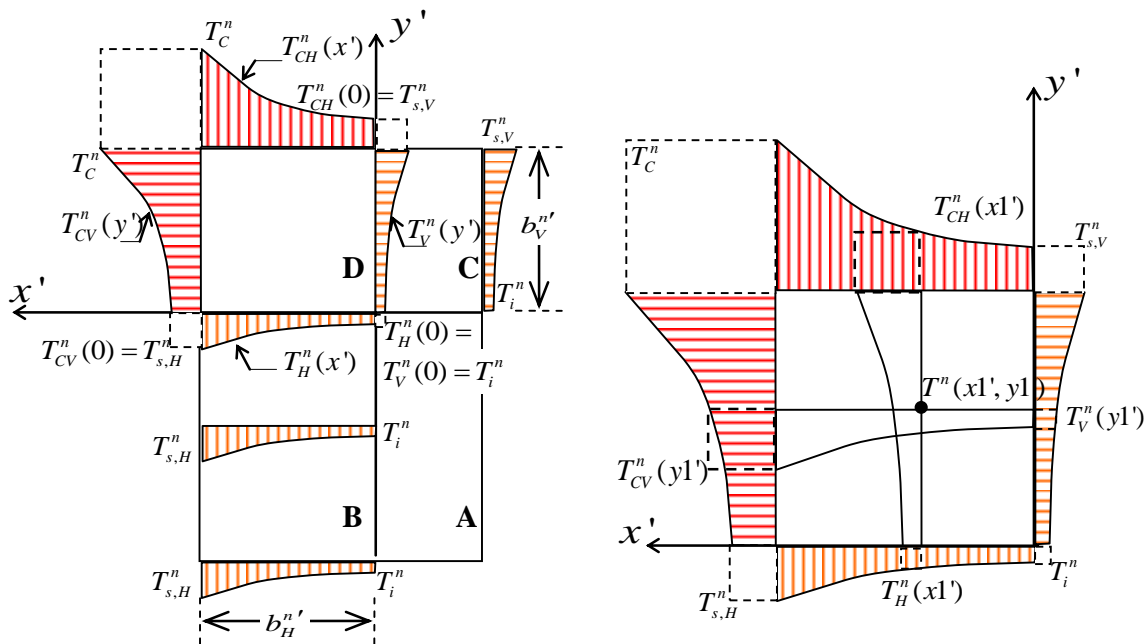 T_C^n
y'
T_CH^n(x')
T_CH^n(0) = T_s,V^n
T_s,V^n
T_C^n
T_CV^n(y')
T_V^n(y')
b_V^n'
D
C
x'
T_i^n
T_CV^n(0) = T_s,H^n
T_H^n(x')
T_H^n(0) =
T_V^n(0) = T_i^n
T_s,H^n
T_i^n
B
A
T_s,H^n
T_i^n
b_H^n'
y'
T_C^n
T_CH^n(x1')
T_s,V^n
T^n(x1', y1')
T_V^n(y1')
T_CV^n(y1')
x'
T_s,H^n
T_H^n(x1')
T_i^n